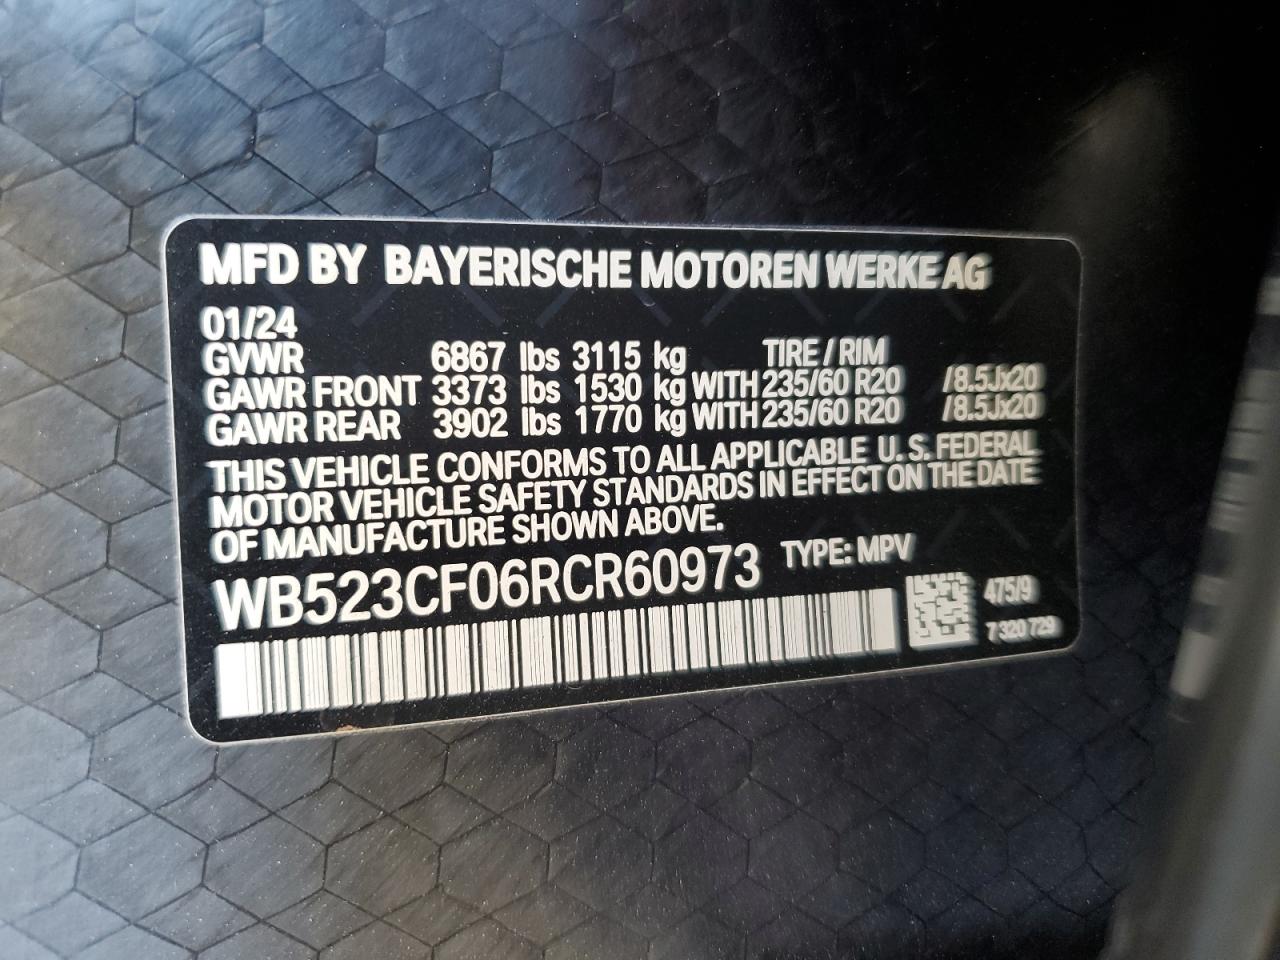 MFD BY BAYERISCHE MOTOREN WERKE AG
01/24
GVWR 6867 lbs 3115 kg TIRE / RIM
GAWR FRONT 3373 lbs 1530 kg WITH 235/60 R20 /8.5Jx20
GAWR REAR 3902 lbs 1770 kg WITH 235/60 R20 /8.5Jx20
THIS VEHICLE CONFORMS TO ALL APPLICABLE U.S. FEDERAL
MOTOR VEHICLE SAFETY STANDARDS IN EFFECT ON THE DATE
OF MANUFACTURE SHOWN ABOVE.
WB523CF06RCR60973 TYPE: MPV
475/9
7 320 729